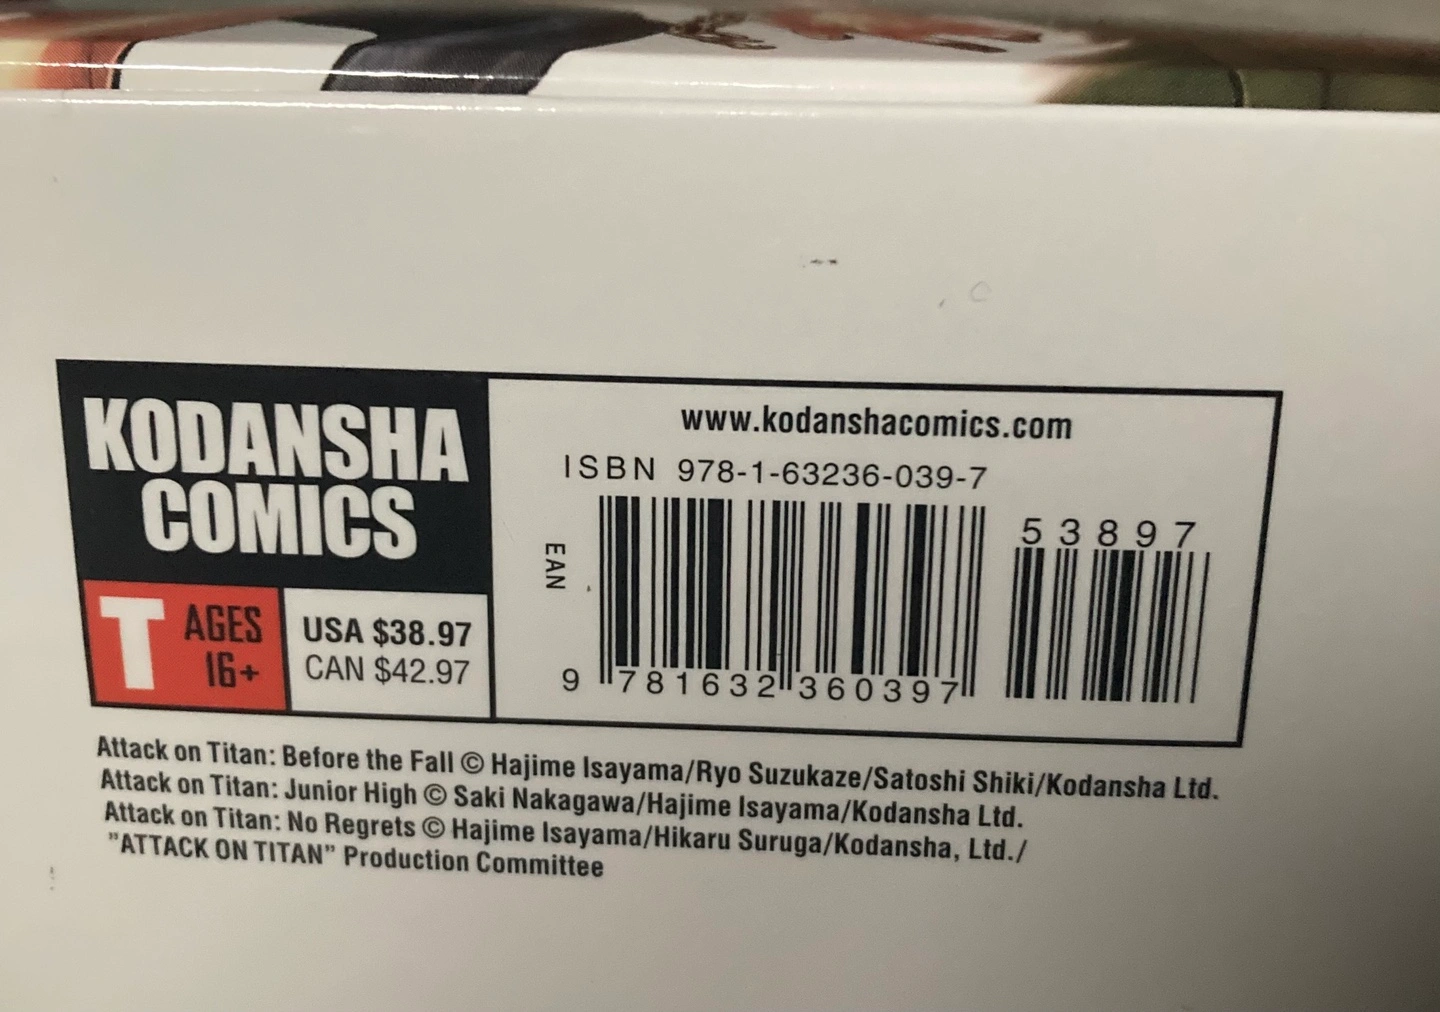 KODANSHA
COMICS
T AGES
16+
USA $38.97
CAN $42.97
www.kodanshacomics.com
ISBN 978-1-63236-039-7
EAN
53897
9 781632 360397
Attack on Titan: Before the Fall © Hajime Isayama/Ryo Suzukaze/Satoshi Shiki/Kodansha Ltd.
Attack on Titan: Junior High © Saki Nakagawa/Hajime Isayama/Kodansha Ltd.
Attack on Titan: No Regrets © Hajime Isayama/Hikaru Suruga/Kodansha, Ltd./
”ATTACK ON TITAN” Production Committee